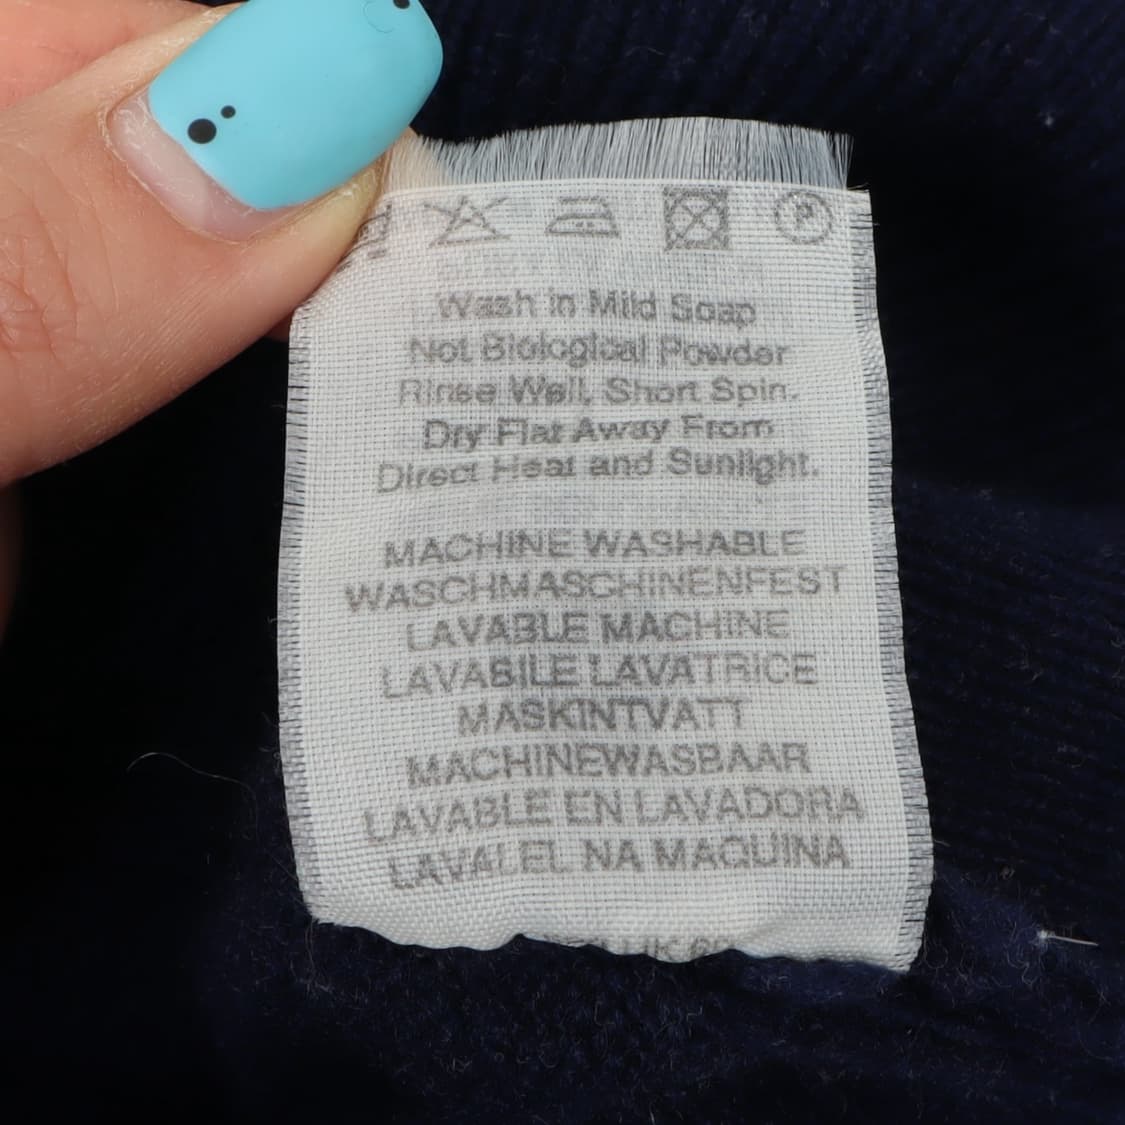 P
Wash in Mild Soap
Not Biological Powder
Rinse Well, Short Spin.
Dry Flat Away From
Direct Heat and Sunlight.
MACHINE WASHABLE
WASCHMASCHINENFEST
LAVABLE MACHINE
LAVABILE LAVATRICE
MASKINTVATT
MACHINEWASBAAR
LAVABLE EN LAVADORA
LAVALEL NA MAQUINA
UK